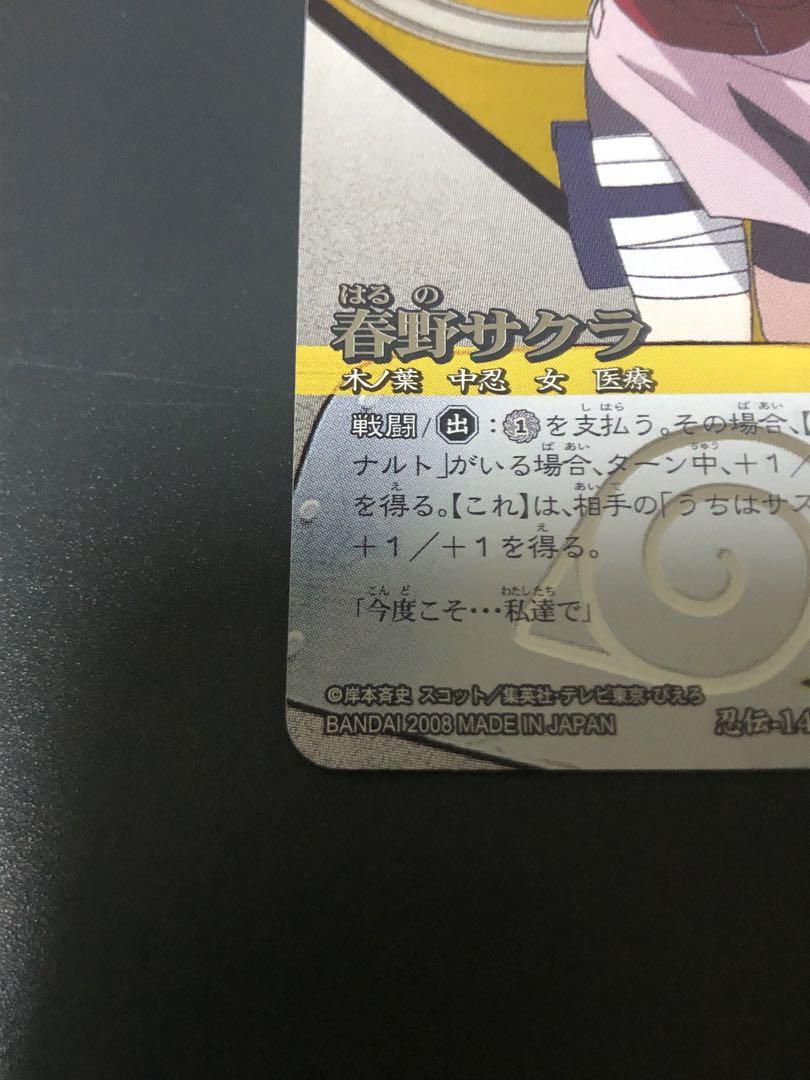 はる の
春野サクラ
木ノ葉 中忍 女 医療
しはら ばあい
戦闘/出:1を支払う。その場合、【
ばあい ちゅう
ナルト」がいる場合、ターン中、+1/
え あいて
を得る。【これ】は、相手の「うちはサス
え
+1/+1を得る。
こんど わたしたち
「今度こそ…私達で」
©岸本斉史 スコット/集英社・テレビ東京・ぴえろ
BANDAI 2008 MADE IN JAPAN 忍伝-14